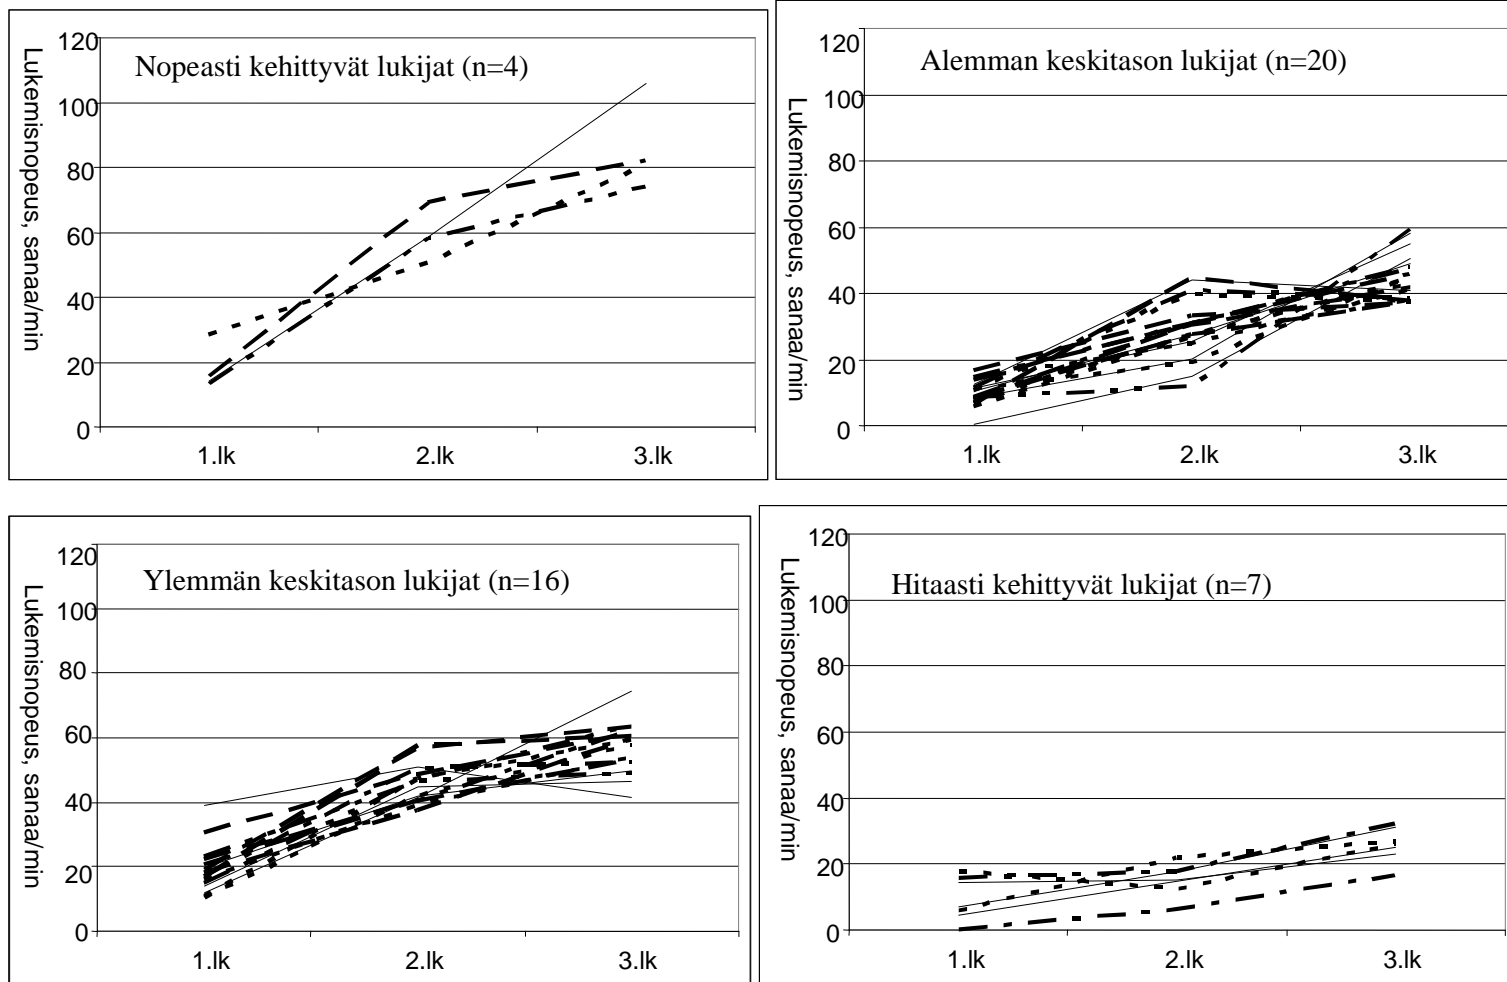 Nopeasti kehittyvät lukijat (n=4)
Lukemisnopeus, sanaa/min
120
100
80
60
40
20
0
1.lk 2.lk 3.lk
Alemman keskitason lukijat (n=20)
Lukemisnopeus, sanaa/min
120
100
80
60
40
20
0
1.lk 2.lk 3.lk
Ylemmän keskitason lukijat (n=16)
Lukemisnopeus, sanaa/min
120
100
80
60
40
20
0
1.lk 2.lk 3.lk
Hitaasti kehittyvät lukijat (n=7)
Lukemisnopeus, sanaa/min
120
100
80
60
40
20
0
1.lk 2.lk 3.lk